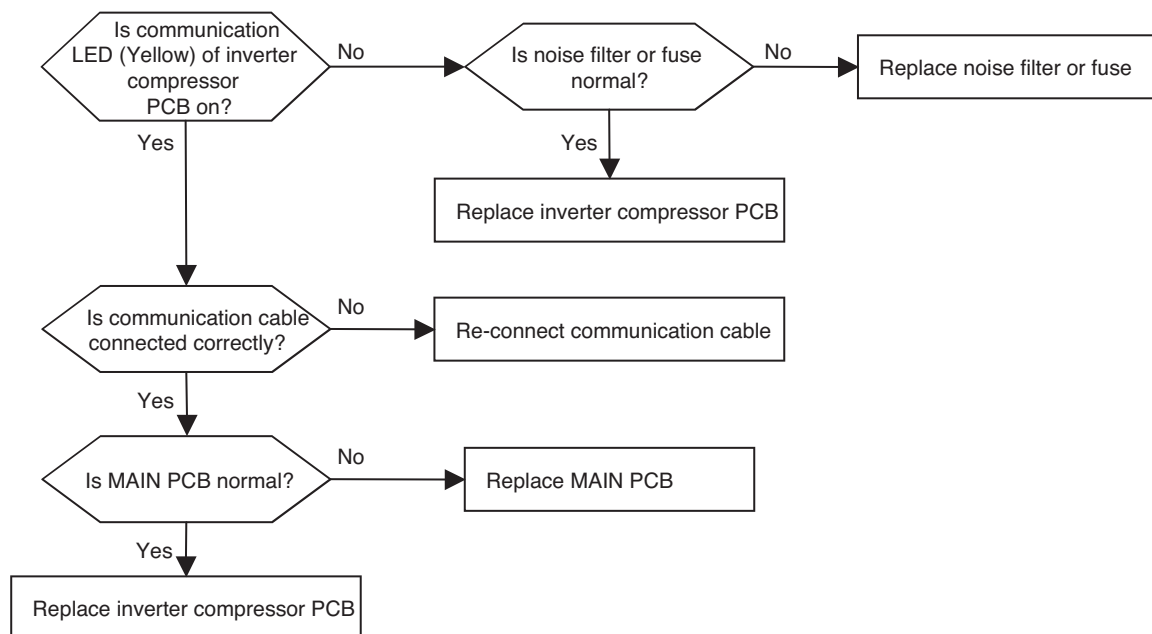 Is communication
LED (Yellow) of inverter
compressor
PCB on?
No
Is noise filter or fuse
normal?
No
Replace noise filter or fuse
Yes
Yes
Replace inverter compressor PCB
Is communication cable
connected correctly?
No
Re-connect communication cable
Yes
Is MAIN PCB normal?
No
Replace MAIN PCB
Yes
Replace inverter compressor PCB